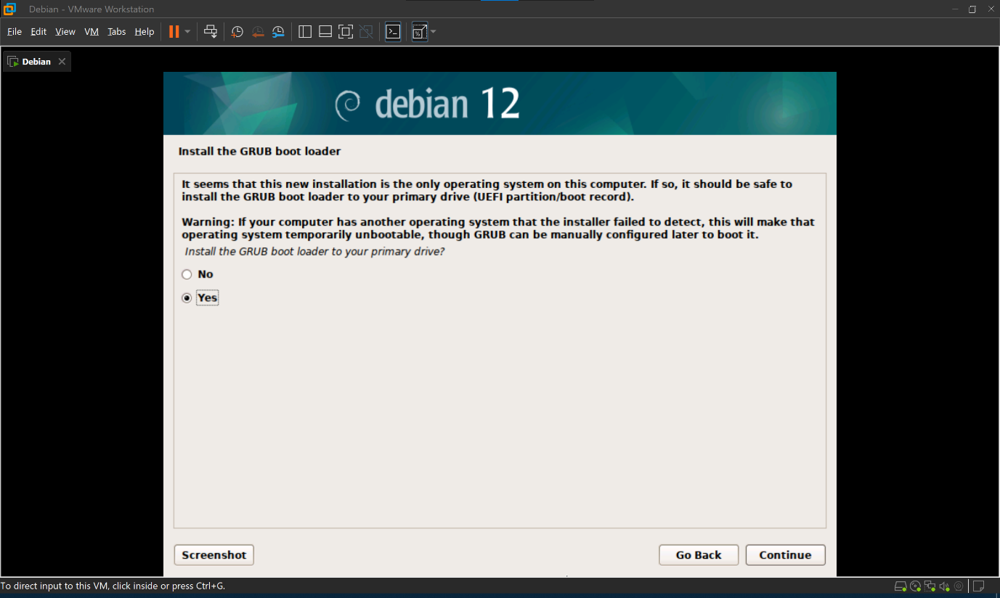 Debian - VMware Workstation
File Edit View VM Tabs Help
Debian
debian 12
Install the GRUB boot loader
It seems that this new installation is the only operating system on this computer. If so, it should be safe to
install the GRUB boot loader to your primary drive (UEFI partition/boot record).
Warning: If your computer has another operating system that the installer failed to detect, this will make that
operating system temporarily unbootable, though GRUB can be manually configured later to boot it.
Install the GRUB boot loader to your primary drive?
No
Yes
Screenshot Go Back Continue
To direct input to this VM, click inside or press Ctrl+G.